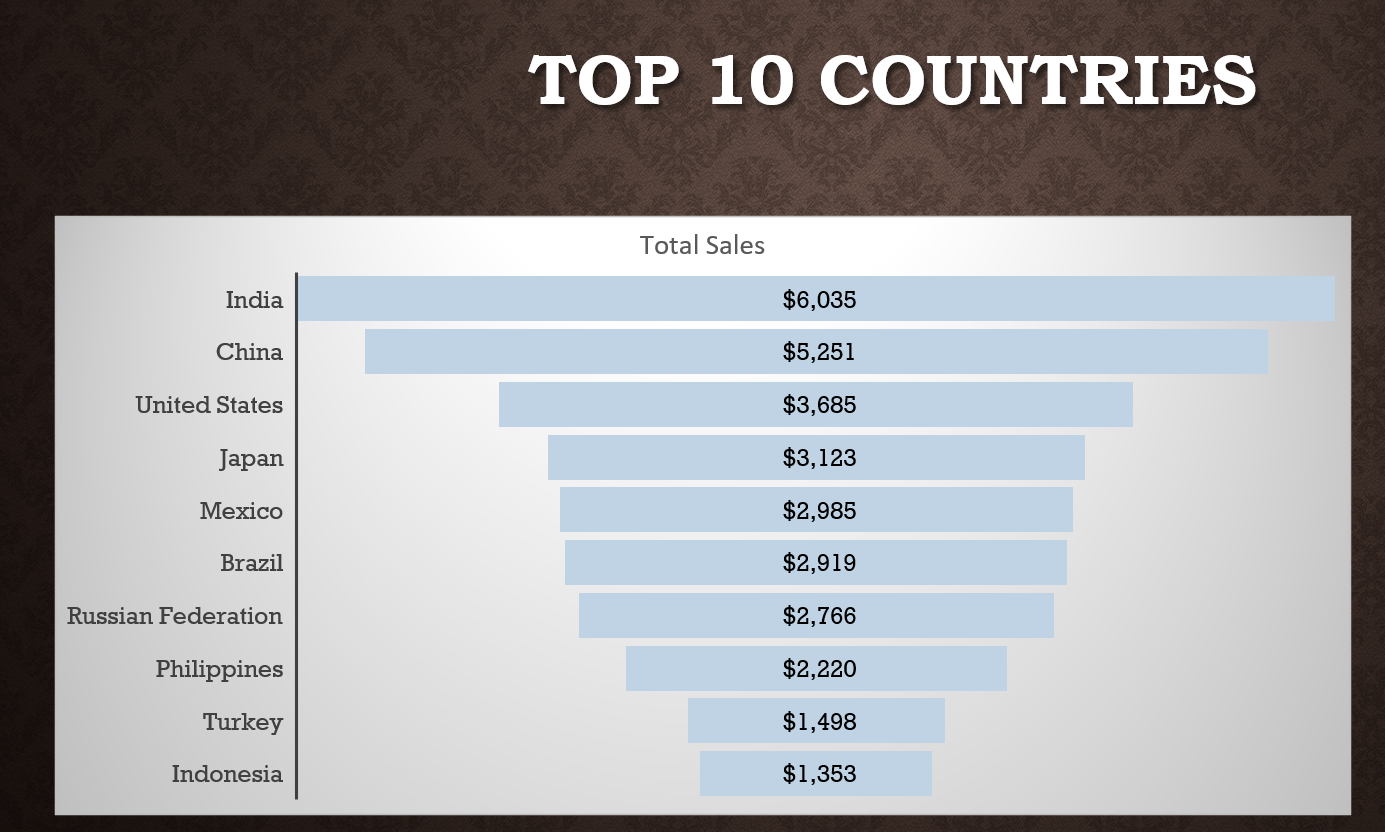 TOP 10 COUNTRIES
Total Sales
India $6,035
China $5,251
United States $3,685
Japan $3,123
Mexico $2,985
Brazil $2,919
Russian Federation $2,766
Philippines $2,220
Turkey $1,498
Indonesia $1,353